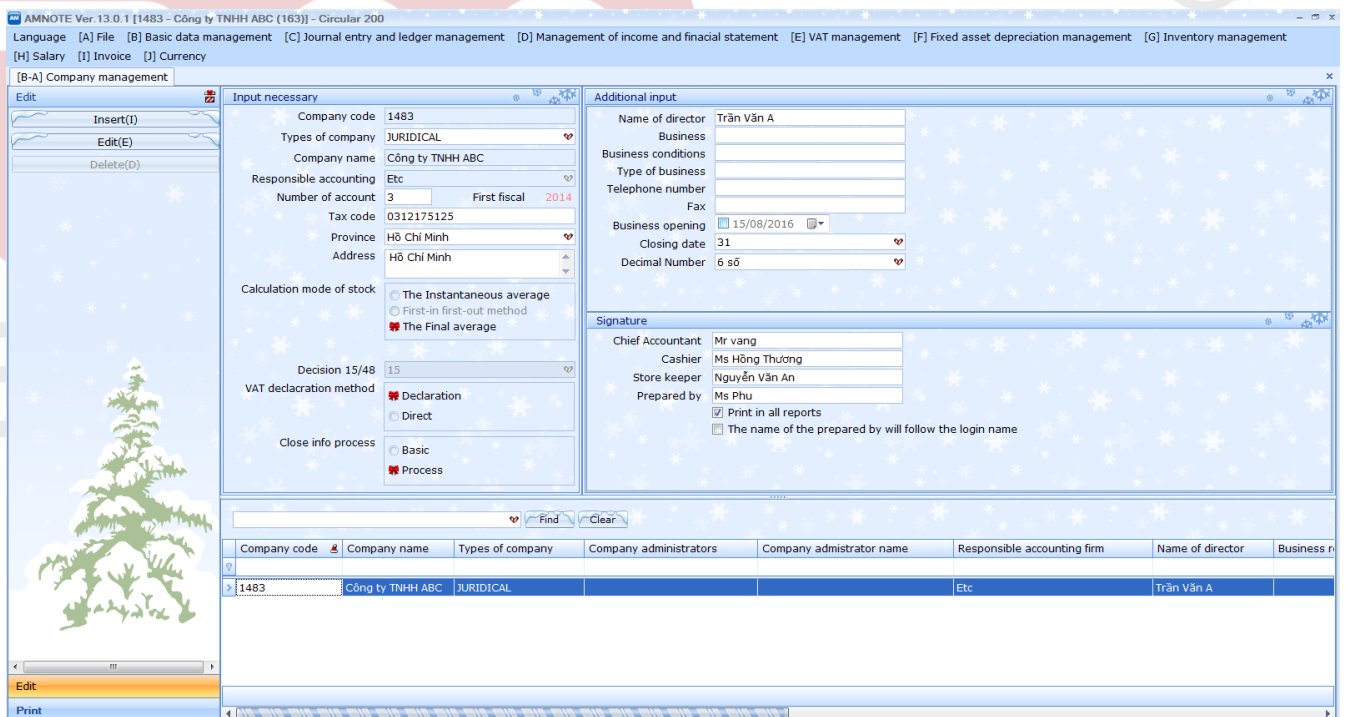 AMNOTE Ver.13.0.1 [1483 - Công ty TNHH ABC (163)] - Circular 200
Language [A] File [B] Basic data management [C] Journal entry and ledger management [D] Management of income and finacial statement [E] VAT management [F] Fixed asset depreciation management [G] Inventory management
[H] Salary [I] Invoice [J] Currency
[B-A] Company management
Edit
Insert(I)
Edit(E)
Delete(D)
Input necessary
Company code 1483
Types of company JURIDICAL
Company name Công ty TNHH ABC
Responsible accounting Etc
Number of account 3 First fiscal 2014
Tax code 0312175125
Province Hồ Chí Minh
Address Hồ Chí Minh
Calculation mode of stock
The Instantaneous average
First-in first-out method
The Final average
Decision 15/48 15
VAT declacration method
Declaration
Direct
Close info process
Basic
Process
Additional input
Name of director Trần Văn A
Business
Business conditions
Type of business
Telephone number
Fax
Business opening 15/08/2016
Closing date 31
Decimal Number 6 số
Signature
Chief Accountant Mr vang
Cashier Ms Hồng Thương
Store keeper Nguyễn Văn An
Prepared by Ms Phu
Print in all reports
The name of the prepared by will follow the login name
Find Clear
Company code Company name Types of company Company administrators Company admistrator name Responsible accounting firm Name of director Business r
1483 Công ty TNHH ABC JURIDICAL Etc Trần Văn A
Edit
Print